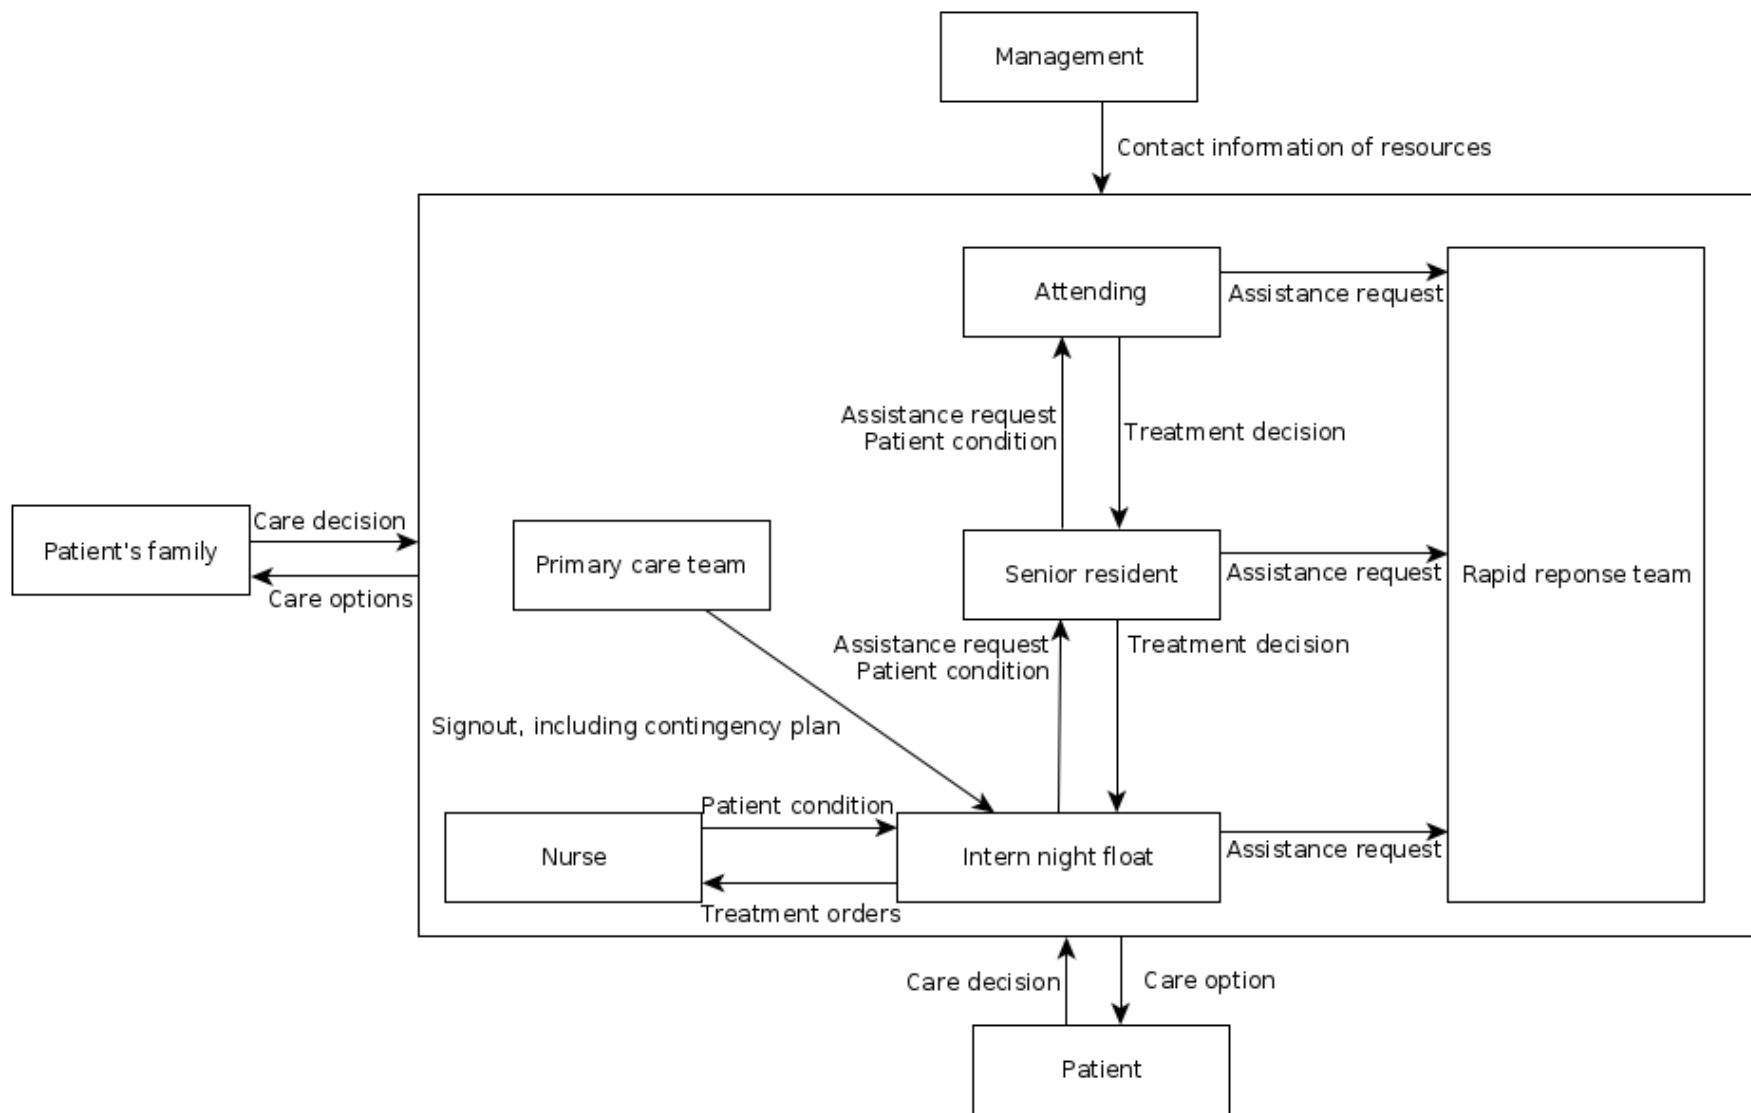 Management
Contact information of resources
Attending
Assistance request
Assistance request
Patient condition
Treatment decision
Patient's family
Care decision
Care options
Primary care team
Senior resident
Assistance request
Rapid reponse team
Assistance request
Patient condition
Treatment decision
Signout, including contingency plan
Nurse
Patient condition
Treatment orders
Intern night float
Assistance request
Care decision
Care option
Patient